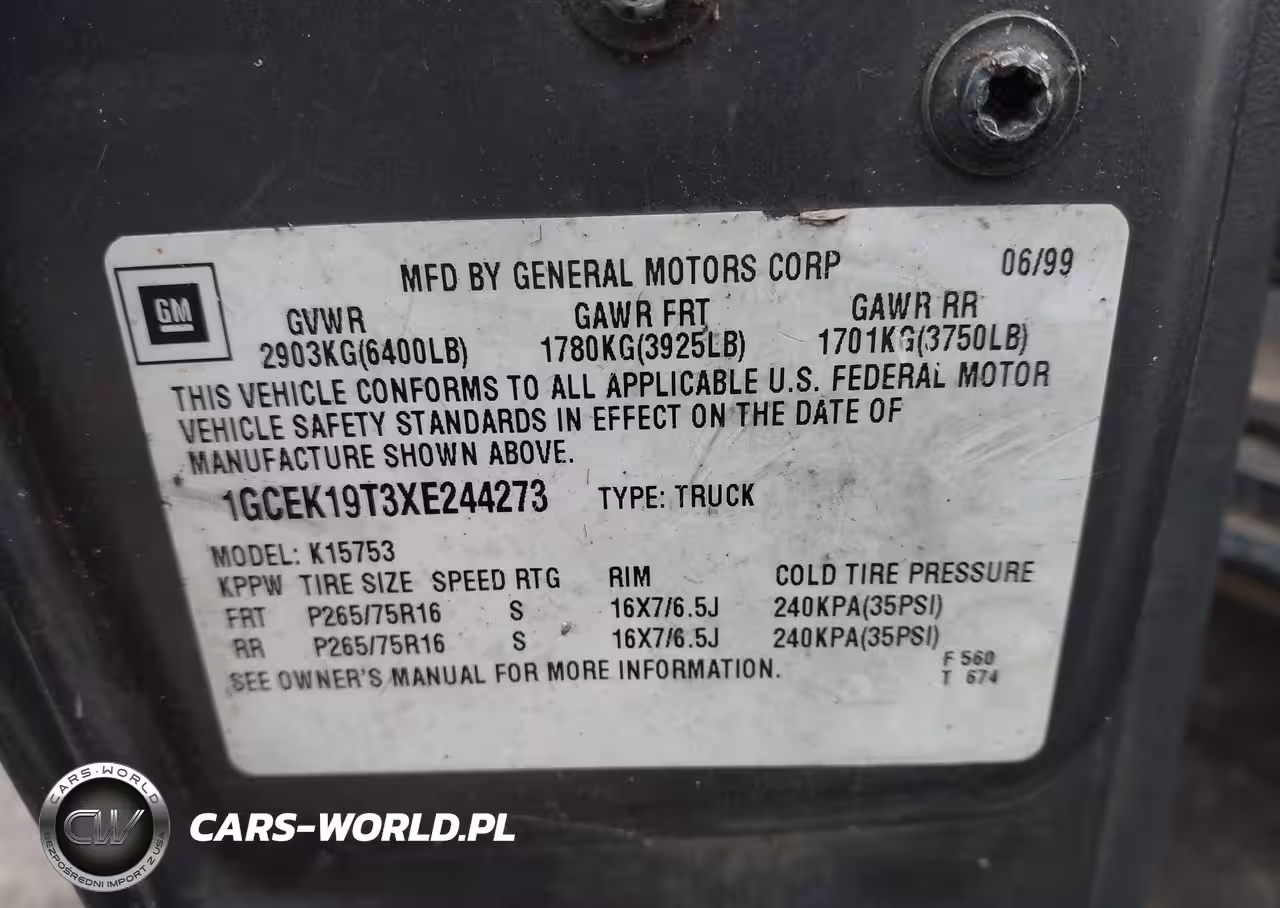 MFD BY GENERAL MOTORS CORP 06/99
GM
GVWR GAWR FRT GAWR RR
2903KG(6400LB) 1780KG(3925LB) 1701KG(3750LB)
THIS VEHICLE CONFORMS TO ALL APPLICABLE U.S. FEDERAL MOTOR
VEHICLE SAFETY STANDARDS IN EFFECT ON THE DATE OF
MANUFACTURE SHOWN ABOVE.
1GCEK19T3XE244273 TYPE: TRUCK
MODEL: K15753
KPPW TIRE SIZE SPEED RTG RIM COLD TIRE PRESSURE
FRT P265/75R16 S 16X7/6.5J 240KPA(35PSI)
RR P265/75R16 S 16X7/6.5J 240KPA(35PSI)
SEE OWNER'S MANUAL FOR MORE INFORMATION.
F 560
T 674
CARS-WORLD
CW
BEZPOŚREDNI IMPORT Z USA
CARS-WORLD.PL